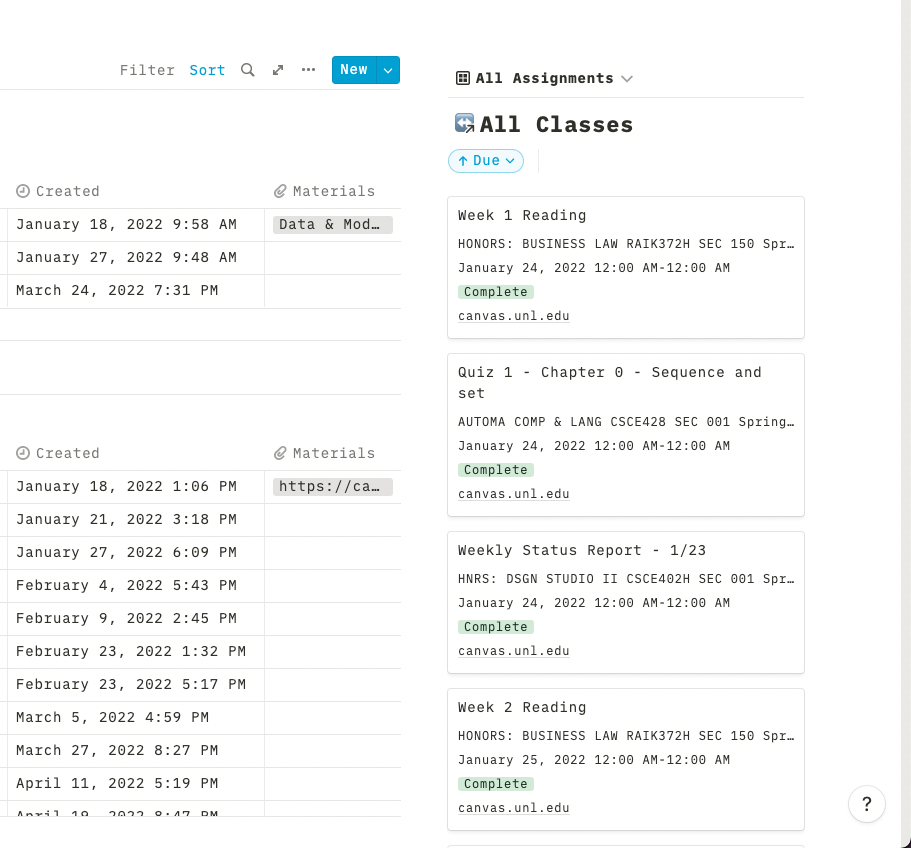 Filter Sort New
Created Materials
January 18, 2022 9:58 AM Data & Mod…
January 27, 2022 9:48 AM
March 24, 2022 7:31 PM
Created Materials
January 18, 2022 1:06 PM https://ca…
January 21, 2022 3:18 PM
January 27, 2022 6:09 PM
February 4, 2022 5:43 PM
February 9, 2022 2:45 PM
February 23, 2022 1:32 PM
February 23, 2022 5:17 PM
March 5, 2022 4:59 PM
March 27, 2022 8:27 PM
April 11, 2022 5:19 PM
April 19, 2022 8:47 PM
All Assignments
All Classes
Due
Week 1 Reading
HONORS: BUSINESS LAW RAIK372H SEC 150 Spr…
January 24, 2022 12:00 AM-12:00 AM
Complete
canvas.unl.edu
Quiz 1 - Chapter 0 - Sequence and
set
AUTOMA COMP & LANG CSCE428 SEC 001 Spring…
January 24, 2022 12:00 AM-12:00 AM
Complete
canvas.unl.edu
Weekly Status Report - 1/23
HNRS: DSGN STUDIO II CSCE402H SEC 001 Spr…
January 24, 2022 12:00 AM-12:00 AM
Complete
canvas.unl.edu
Week 2 Reading
HONORS: BUSINESS LAW RAIK372H SEC 150 Spr…
January 25, 2022 12:00 AM-12:00 AM
Complete
canvas.unl.edu
?